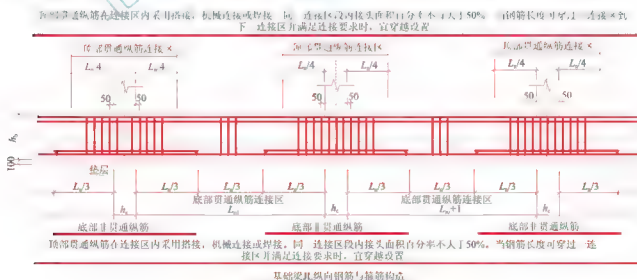 顶部贯通纵筋在连接区内采用搭接，机械连接或焊接 同 连接区段内接头面积百分率不 大于50%。 当钢筋长度可穿过 连接区到
下 连区并满足连接要求时，宜穿越设置
顶部贯通纵筋连接区 顶部贯通纵筋连接区 顶部贯通纵筋连接区
Ln/4 Ln/4 Ln/4 Ln/4 Ln/4
50 50 50 50 50 50
hb
100
垫层
Ln/3 Ln/3 Ln/3 Ln/3 Ln/3 Ln/3 Ln/3 Ln/3
底部贯通纵筋连接区 底部贯通纵筋连接区
hc hc hc
底部非贯通纵筋 底部非贯通纵筋 底部非贯通纵筋
顶部贯通纵筋在连接区内采用搭接，机械连接或焊接。同 连接区段内接头面积百分率不大于50%。当钢筋长度可穿过 连
接区并满足连接要求时，宜穿越设置
基础梁JL纵向钢筋与箍筋构造